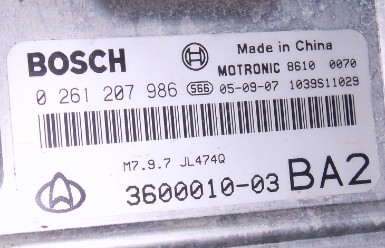 BOSCH
Made in China
MOTRONIC 8610 0070
0 261 207 986 S66 05-09-07 1039S11029
M7.9.7 JL474Q
3600010-03 BA2